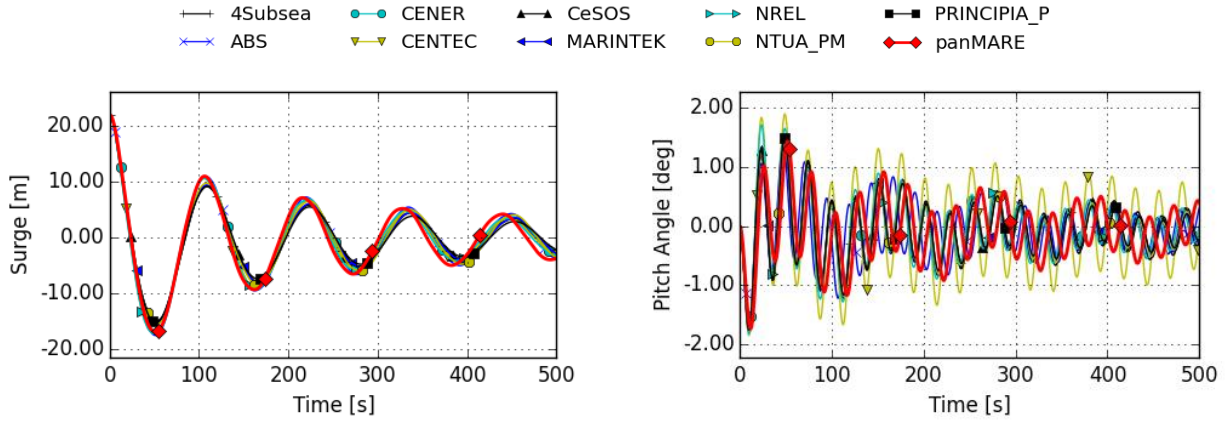 4Subsea CENER CeSOS NREL PRINCIPIA_P
ABS CENTEC MARINTEK NTUA_PM panMARE
20.00
10.00
0.00
-10.00
-20.00
Surge [m]
0 100 200 300 400 500
Time [s]
2.00
1.00
0.00
-1.00
-2.00
Pitch Angle [deg]
0 100 200 300 400 500
Time [s]